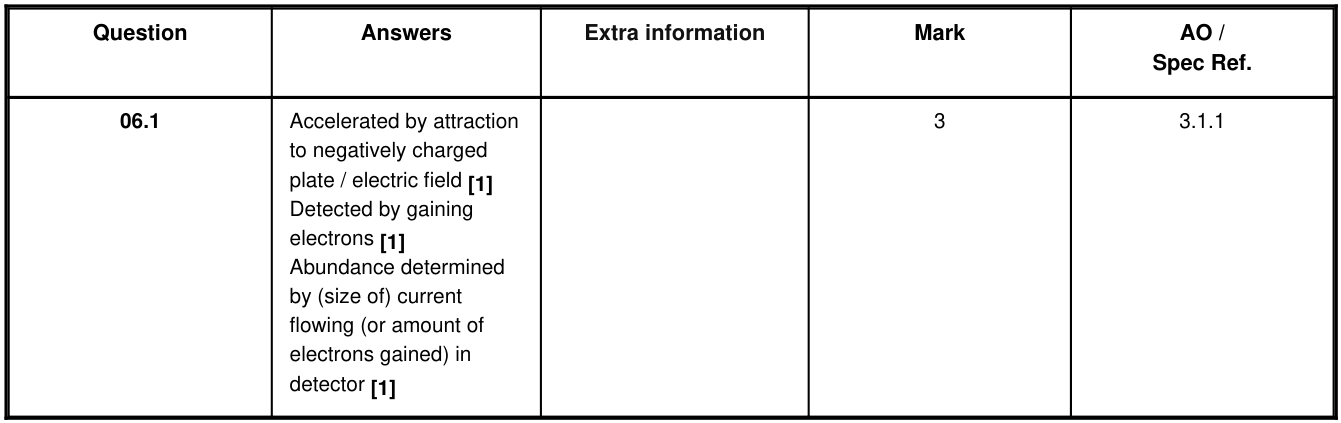 Question Answers Extra information Mark AO /
Spec Ref.
06.1 Accelerated by attraction 3 3.1.1
to negatively charged
plate / electric field [1]
Detected by gaining
electrons [1]
Abundance determined
by (size of) current
flowing (or amount of
electrons gained) in
detector [1]